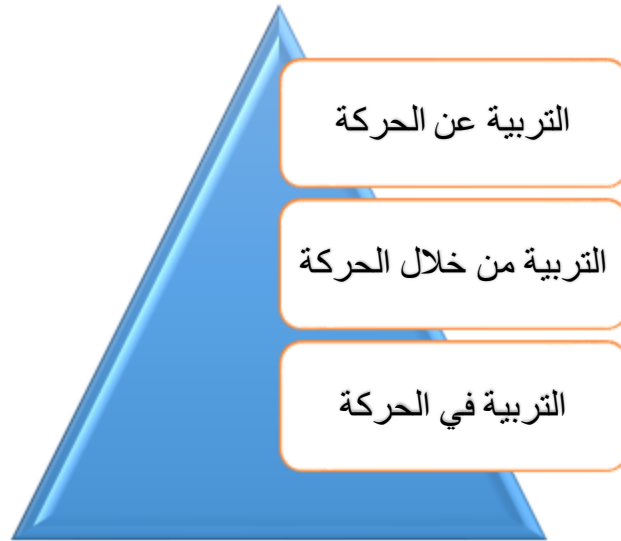 التربية عن الحركة
التربية من خلال الحركة
التربية في الحركة